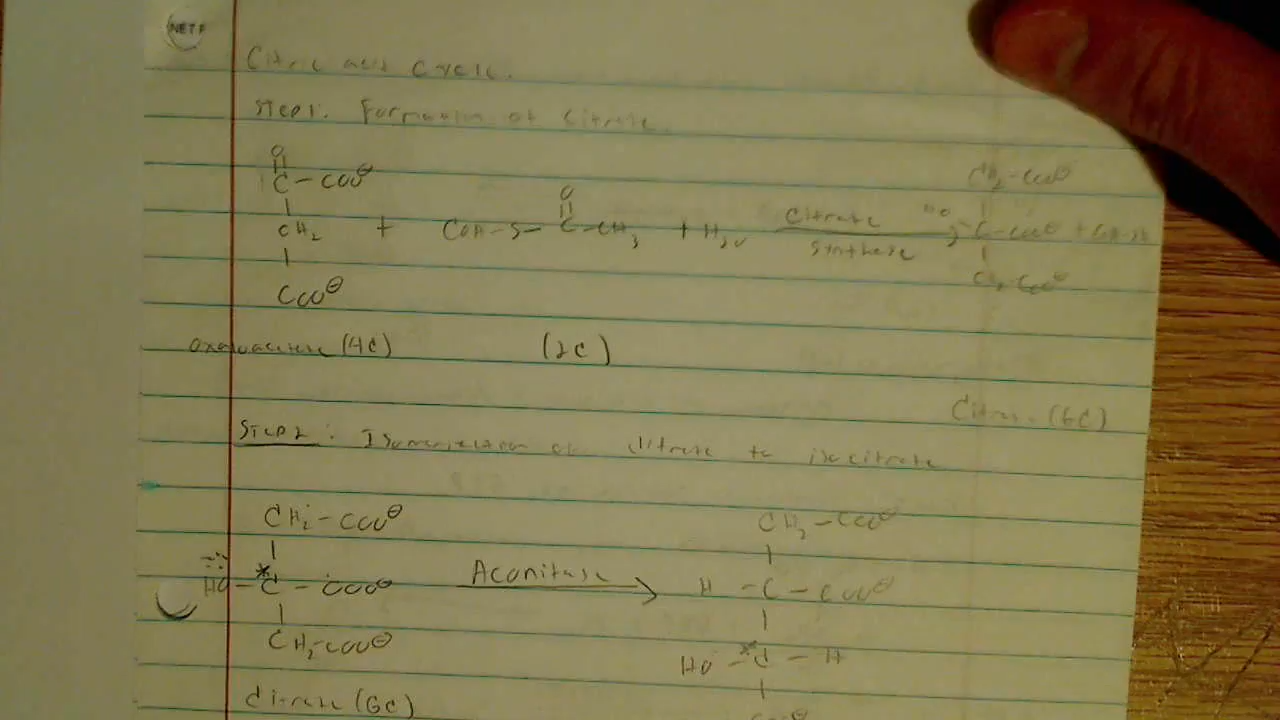 NETF
Citric acid cycle.
Step 1. Formation of Citrate.
O
|| CH2-COO⊖
C - COO⊖ O
| || Citrate |
CH2 + CoA-S- C-CH3 + H2O synthase C-COO⊖ + CoA-SH
| |
COO⊖ CH2-COO⊖
oxaloacetate (4C) (2C)
(6C)
Step 2: Isomerization of citrate to isocitrate
CH2-COO⊖ CH2-COO⊖
| |
HO - C* - COO⊖ Aconitase H - C - COO⊖
| |
CH2-COO⊖ HO - *C - H
citrate (6C) |